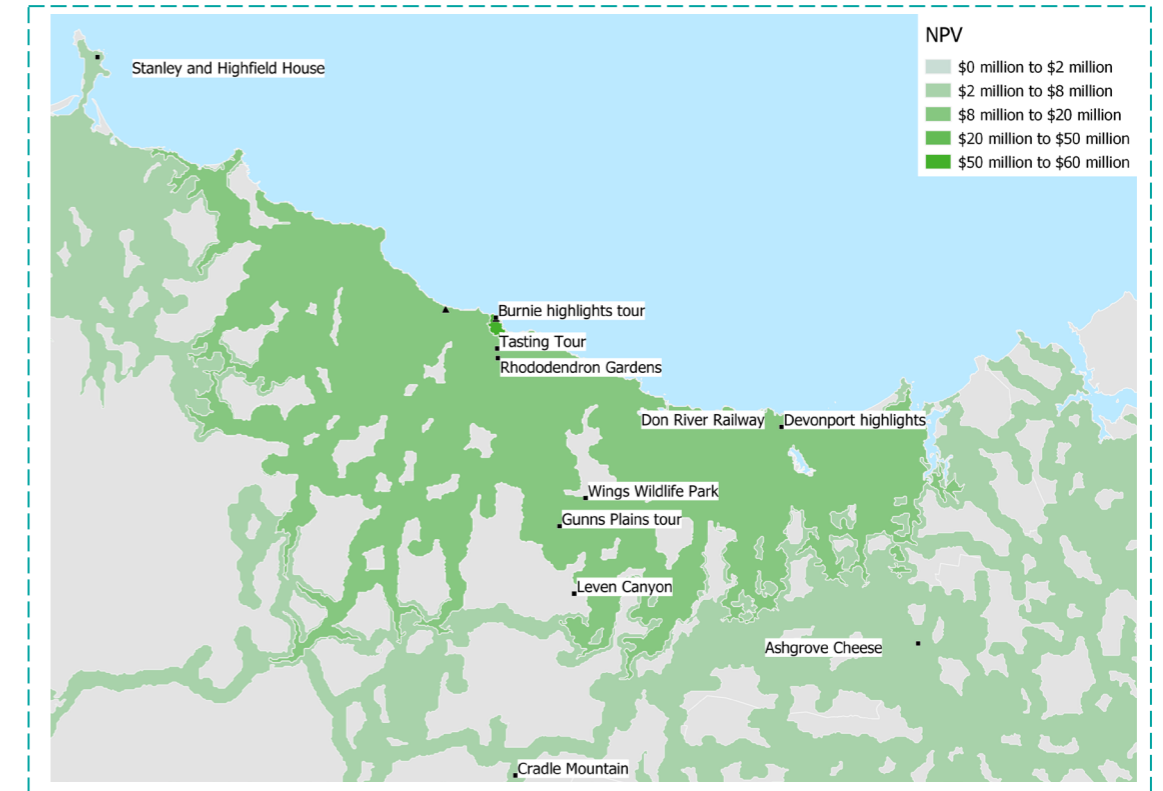 NPV
$0 million to $2 million
$2 million to $8 million
$8 million to $20 million
$20 million to $50 million
$50 million to $60 million
Stanley and Highfield House
Burnie highlights tour
Tasting Tour
Rhododendron Gardens
Don River Railway
Devonport highlights
Wings Wildlife Park
Gunns Plains tour
Leven Canyon
Ashgrove Cheese
Cradle Mountain